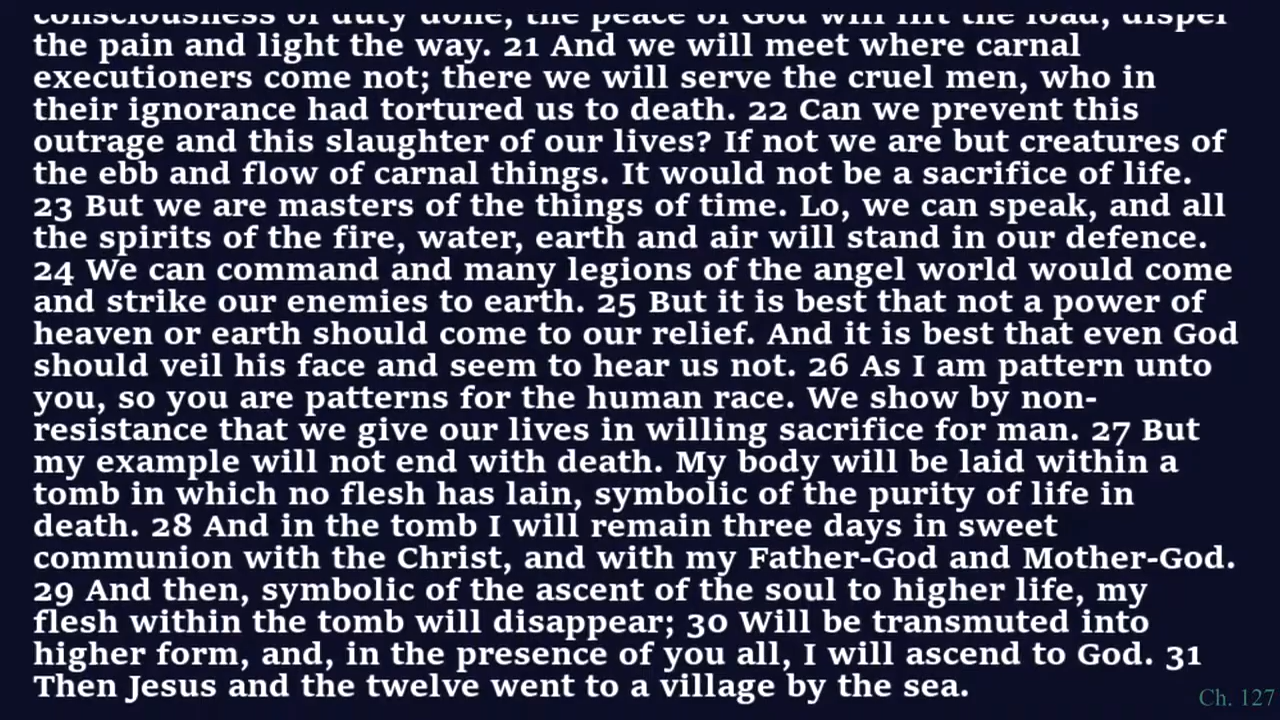 consciousness of duty done, the peace of God will lift the load, dispel
the pain and light the way. 21 And we will meet where carnal
executioners come not; there we will serve the cruel men, who in
their ignorance had tortured us to death. 22 Can we prevent this
outrage and this slaughter of our lives? If not we are but creatures of
the ebb and flow of carnal things. It would not be a sacrifice of life.
23 But we are masters of the things of time. Lo, we can speak, and all
the spirits of the fire, water, earth and air will stand in our defence.
24 We can command and many legions of the angel world would come
and strike our enemies to earth. 25 But it is best that not a power of
heaven or earth should come to our relief. And it is best that even God
should veil his face and seem to hear us not. 26 As I am pattern unto
you, so you are patterns for the human race. We show by non-
resistance that we give our lives in willing sacrifice for man. 27 But
my example will not end with death. My body will be laid within a
tomb in which no flesh has lain, symbolic of the purity of life in
death. 28 And in the tomb I will remain three days in sweet
communion with the Christ, and with my Father-God and Mother-God.
29 And then, symbolic of the ascent of the soul to higher life, my
flesh within the tomb will disappear; 30 Will be transmuted into
higher form, and, in the presence of you all, I will ascend to God. 31
Then Jesus and the twelve went to a village by the sea.
Ch. 127